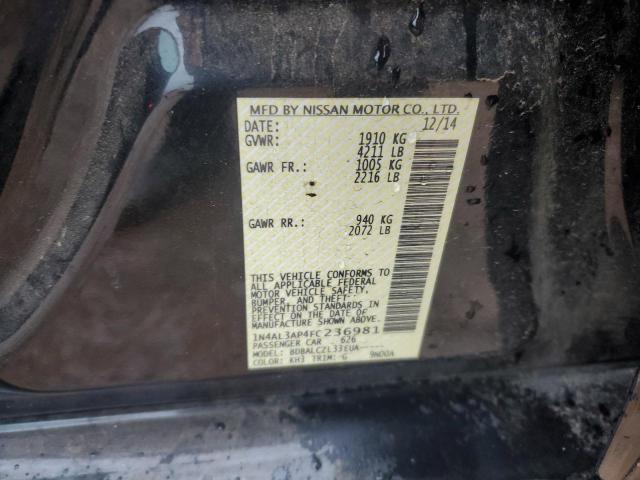 MFD BY NISSAN MOTOR CO., LTD.
DATE: 12/14
GVWR: 1910 KG
4211 LB
GAWR FR.: 1005 KG
2216 LB
GAWR RR.: 940 KG
2072 LB
THIS VEHICLE CONFORMS TO
ALL APPLICABLE FEDERAL
MOTOR VEHICLE SAFETY,
BUMPER, AND THEFT
PREVENTION STANDARDS
IN EFFECT ON THE DATE OF
MANUFACTURE SHOWN ABOVE.
1N4AL3AP4FC236981
PASSENGER CAR 626
MODEL: BDBALCZL33EUA-----
COLOR: KH3 TRIM: G 9N00A